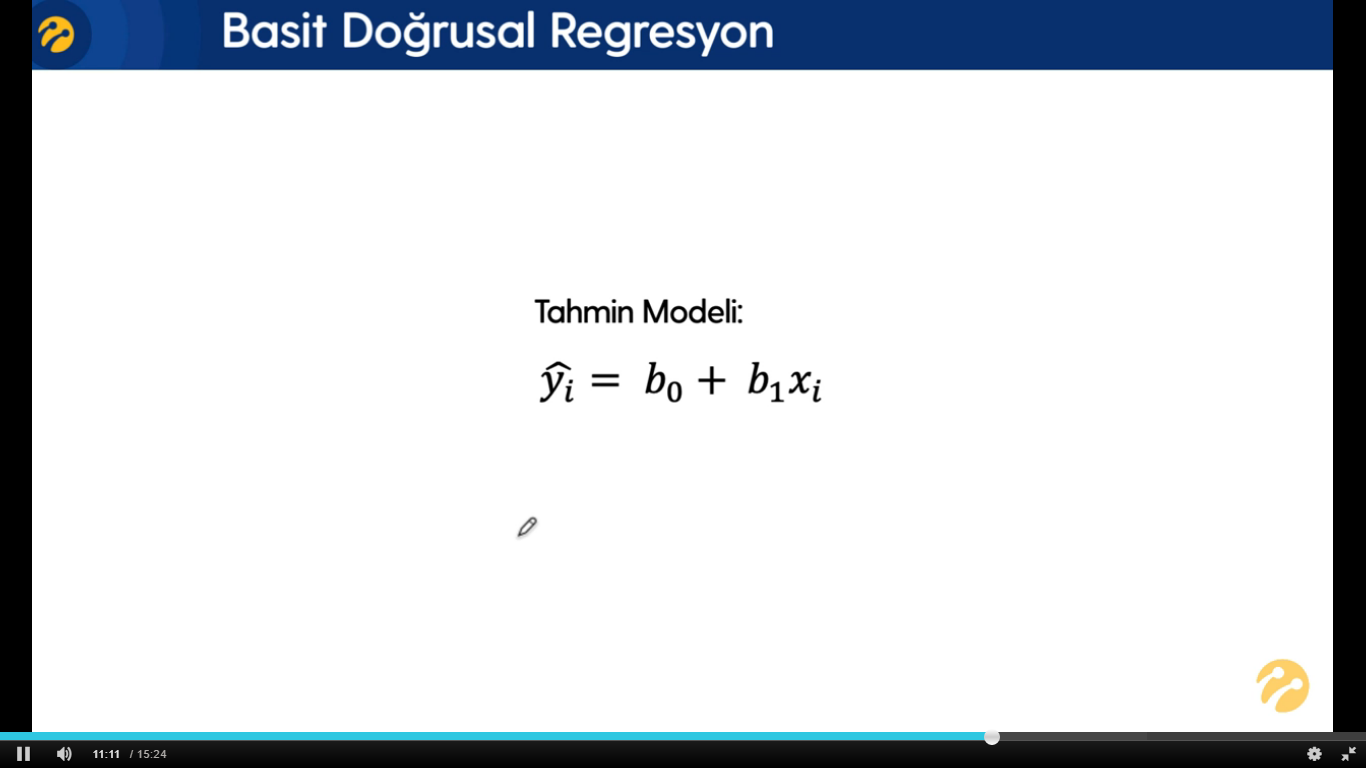 Basit Doğrusal Regresyon
Tahmin Modeli:
ŷᵢ = b₀ + b₁xᵢ
11:11 / 15:24